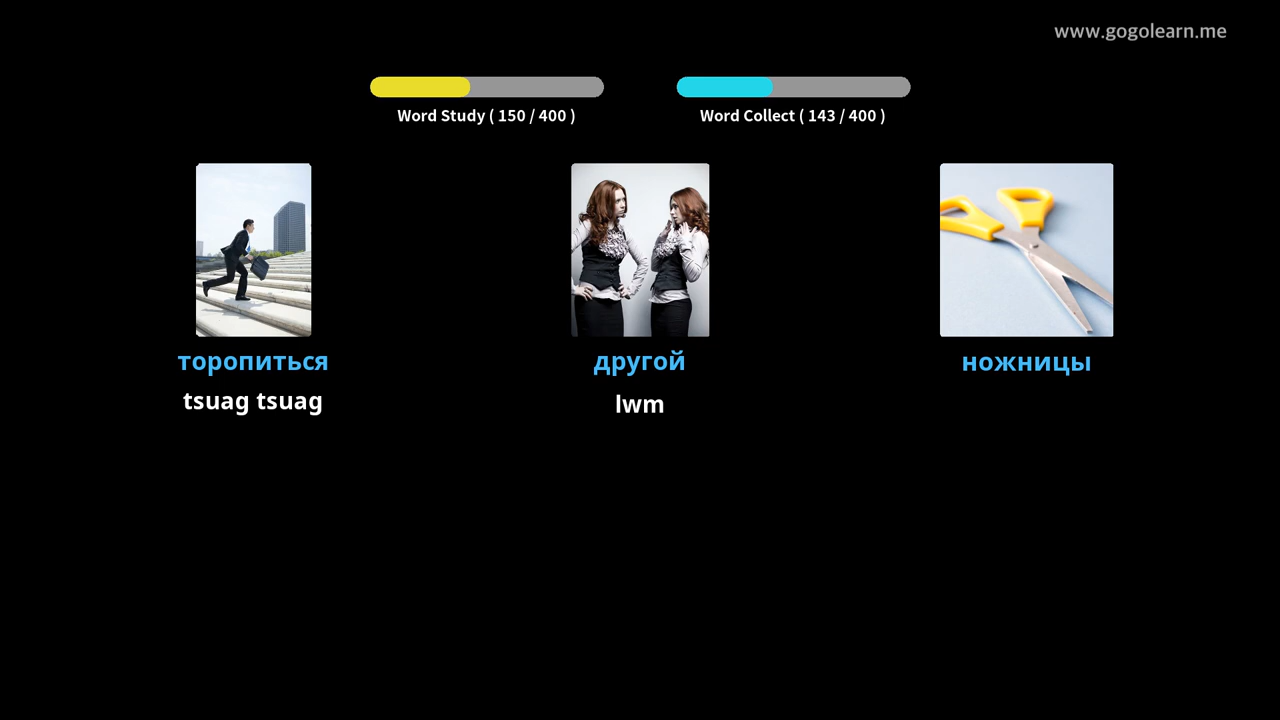 www.gogolearn.me
Word Study ( 150 / 400 )
Word Collect ( 143 / 400 )
торопиться
другой
ножницы
tsuag tsuag
lwm